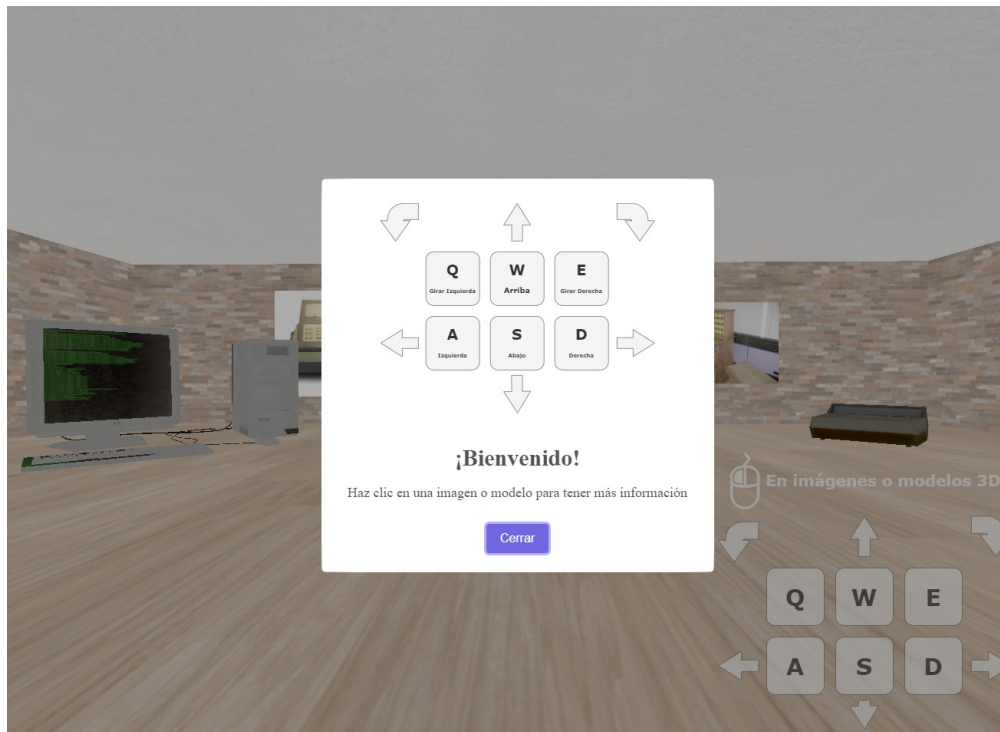 Q W E
Girar Izquierda Arriba Girar Derecha
A S D
Izquierda Abajo Derecha
¡Bienvenido!
Haz clic en una imagen o modelo para tener más información
Cerrar
En imágenes o modelos 3D
Q W E
A S D